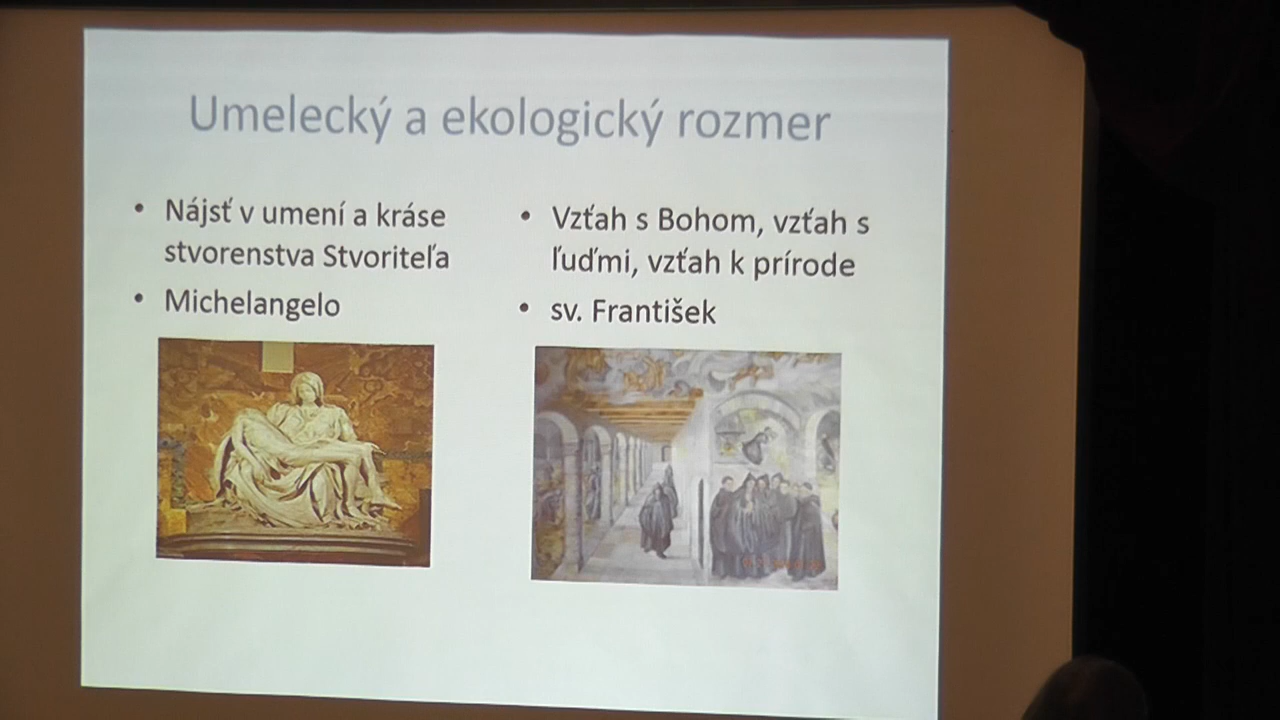 Umelecký a ekologický rozmer
• Nájsť v umení a kráse
stvorenstva Stvoriteľa
• Michelangelo
• Vzťah s Bohom, vzťah s
ľuďmi, vzťah k prírode
• sv. František